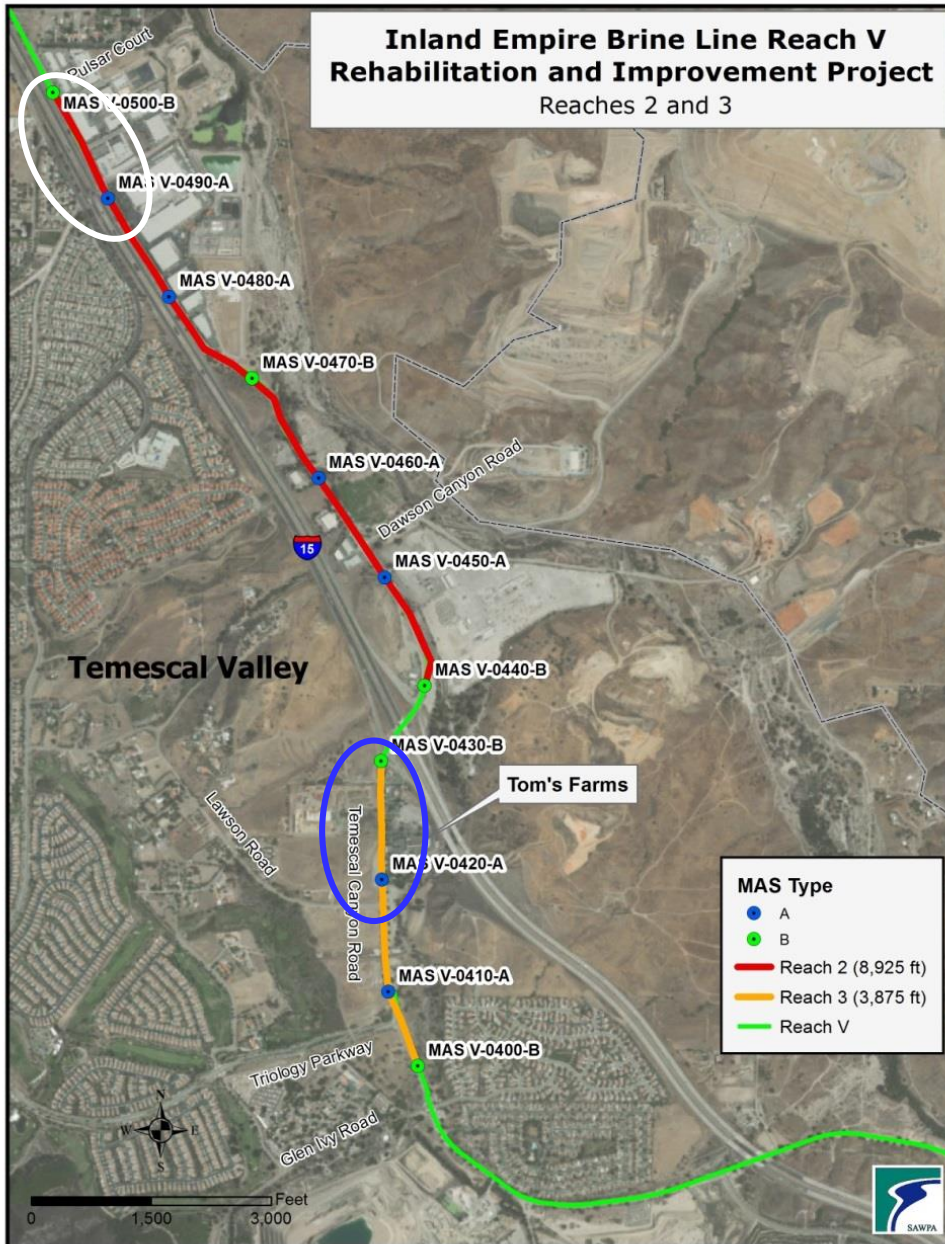 Inland Empire Brine Line Reach V
Rehabilitation and Improvement Project
Reaches 2 and 3
Pulsar Court
MAS V-0500-B
MAS V-0490-A
MAS V-0480-A
MAS V-0470-B
MAS V-0460-A
Dawson Canyon Road
15
MAS V-0450-A
Temescal Valley
MAS V-0440-B
MAS V-0430-B
Tom's Farms
Lawson Road
Temescal Canyon Road
MAS V-0420-A
MAS Type
A
B
Reach 2 (8,925 ft)
Reach 3 (3,875 ft)
Reach V
MAS V-0410-A
Triology Parkway
MAS V-0400-B
Glen Ivy Road
N
W E
S
Feet
0 1,500 3,000
SAWPA